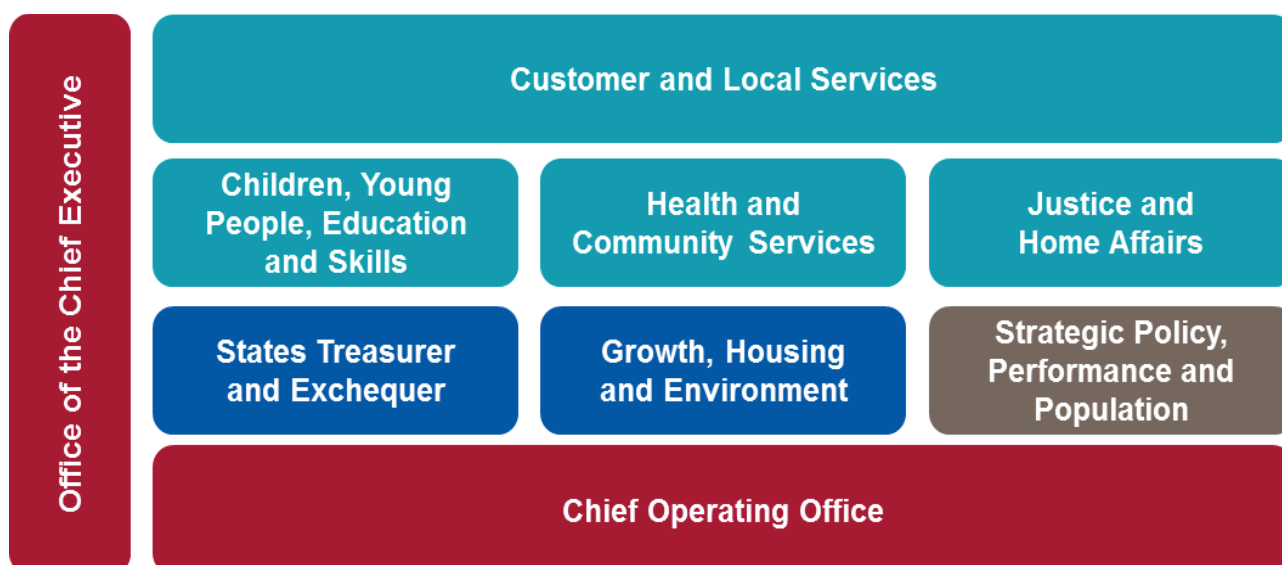 Office of the Chief Executive
Customer and Local Services
Children, Young
People, Education
and Skills
Health and
Community Services
Justice and
Home Affairs
States Treasurer
and Exchequer
Growth, Housing
and Environment
Strategic Policy,
Performance and
Population
Chief Operating Office